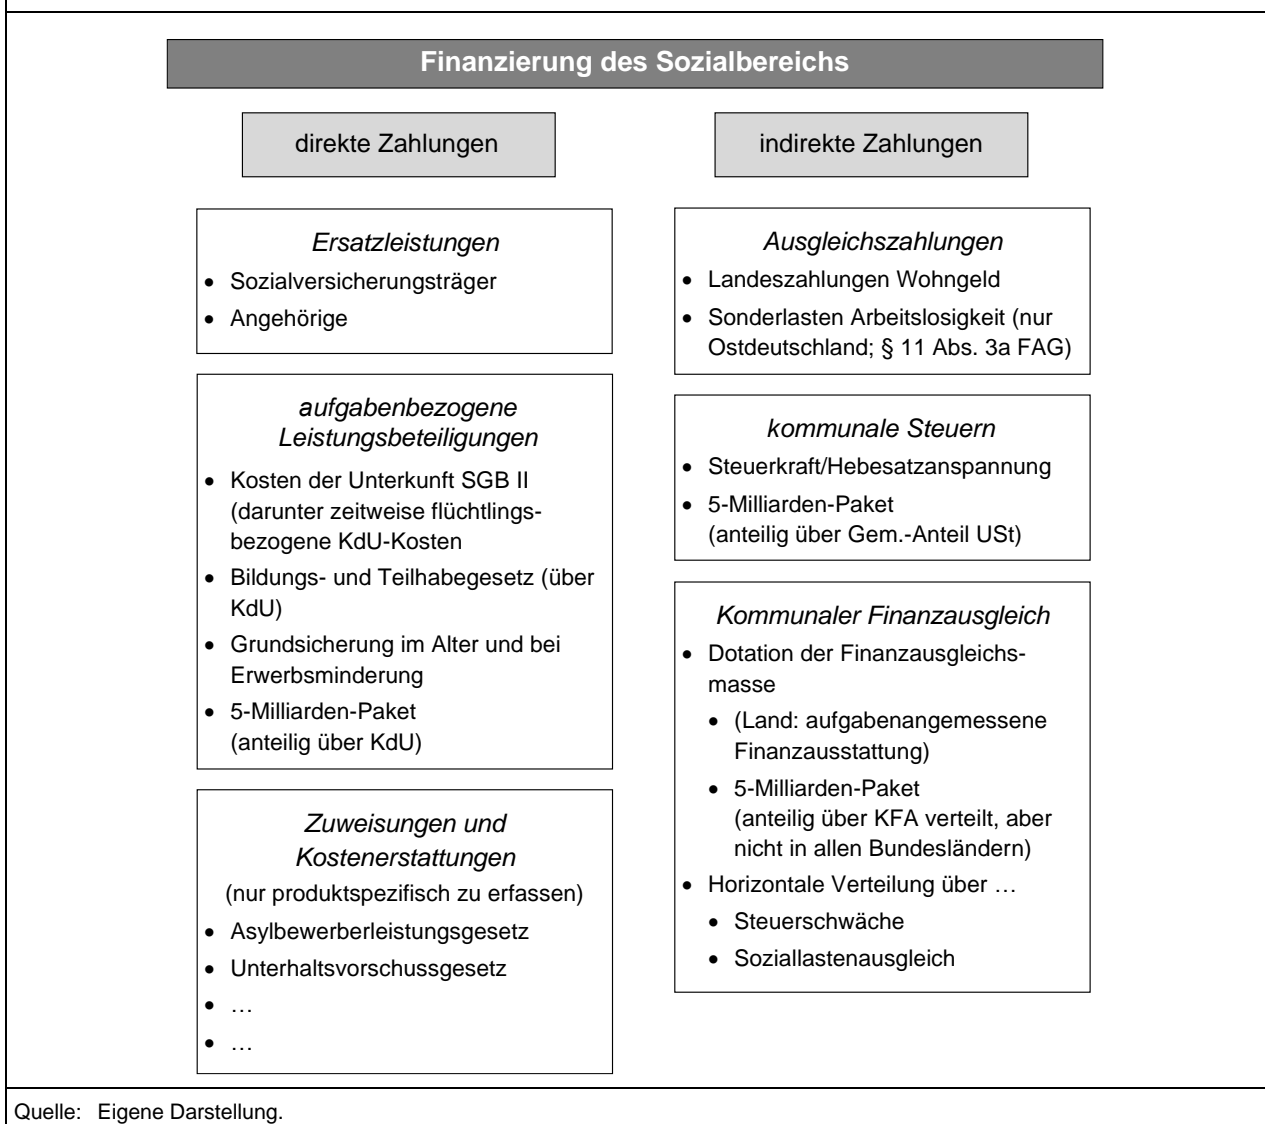 Finanzierung des Sozialbereichs
direkte Zahlungen
Ersatzleistungen
• Sozialversicherungsträger
• Angehörige
aufgabenbezogene
Leistungsbeteiligungen
• Kosten der Unterkunft SGB II
(darunter zeitweise flüchtlings-
bezogene KdU-Kosten
• Bildungs- und Teilhabegesetz (über
KdU)
• Grundsicherung im Alter und bei
Erwerbsminderung
• 5-Milliarden-Paket
(anteilig über KdU)
Zuweisungen und
Kostenerstattungen
(nur produktspezifisch zu erfassen)
• Asylbewerberleistungsgesetz
• Unterhaltsvorschussgesetz
• …
• …
indirekte Zahlungen
Ausgleichszahlungen
• Landeszahlungen Wohngeld
• Sonderlasten Arbeitslosigkeit (nur
Ostdeutschland; § 11 Abs. 3a FAG)
kommunale Steuern
• Steuerkraft/Hebesatzanspannung
• 5-Milliarden-Paket
(anteilig über Gem.-Anteil USt)
Kommunaler Finanzausgleich
• Dotation der Finanzausgleichs-
masse
• (Land: aufgabenangemessene
Finanzausstattung)
• 5-Milliarden-Paket
(anteilig über KFA verteilt, aber
nicht in allen Bundesländern)
• Horizontale Verteilung über …
• Steuerschwäche
• Soziallastenausgleich
Quelle: Eigene Darstellung.